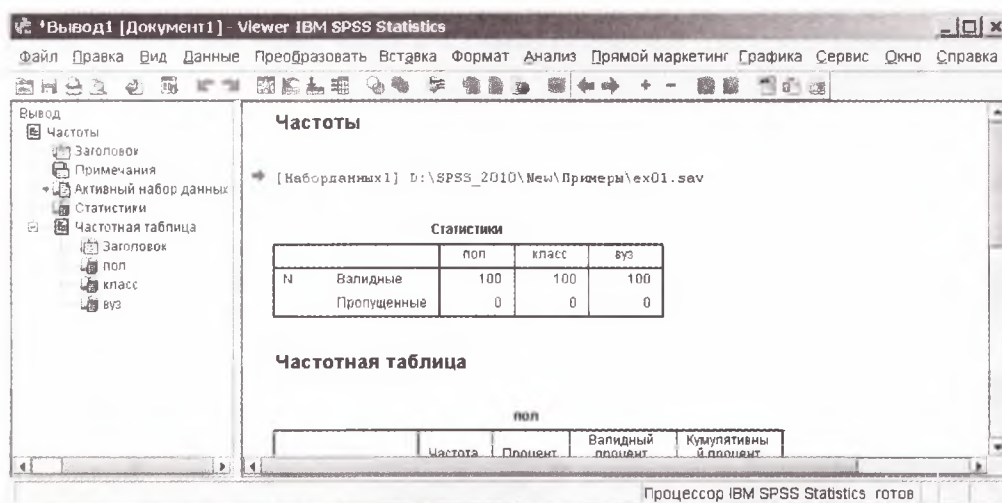 *Вывод1 [Документ1] - Viewer IBM SPSS Statistics
Файл Правка Вид Данные Преобразовать Вставка Формат Анализ Прямой маркетинг Графика Сервис Окно Справка
Вывод
Частоты
Заголовок
Примечания
Активный набор данных
Статистики
Частотная таблица
Заголовок
пол
класс
вуз
Частоты
[Наборданных1] D:\SPSS_2010\New\Примеры\ex01.sav
Статистики
пол класс вуз
N Валидные 100 100 100
Пропущенные 0 0 0
Частотная таблица
пол
Частота Процент Валидный процент Кумулятивны й процент
Процессор IBM SPSS Statistics готов